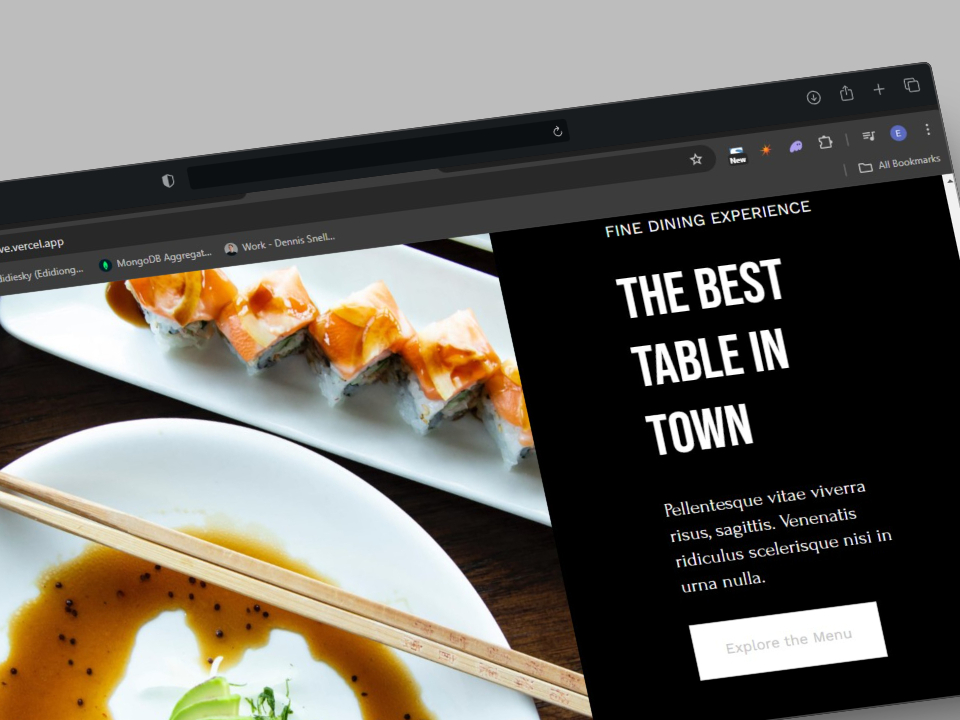 New
E
All Bookmarks
ve.vercel.app
lidiesky (Edidiong...
MongoDB Aggregat...
Work - Dennis Snell...
FINE DINING EXPERIENCE
THE BEST
TABLE IN
TOWN
Pellentesque vitae viverra
risus, sagittis. Venenatis
ridiculus scelerisque nisi in
urna nulla.
Explore the Menu